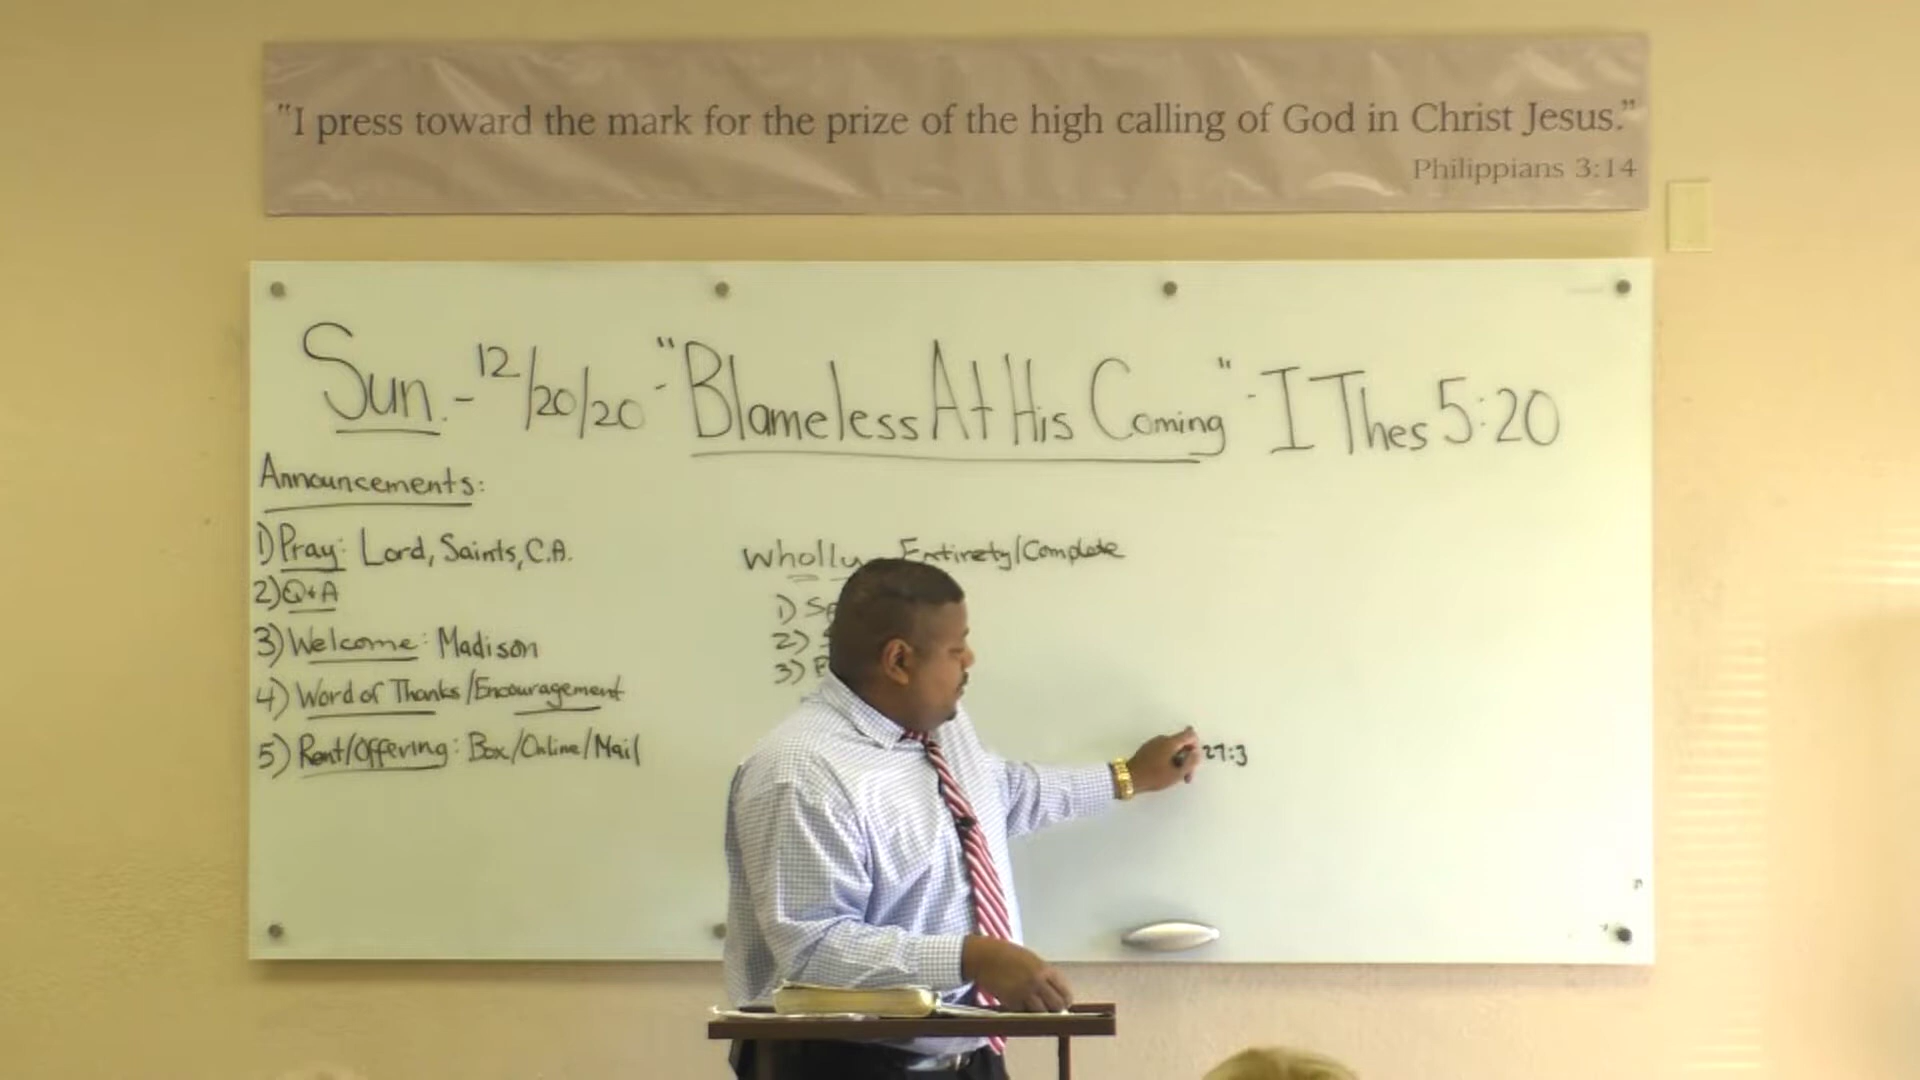 "I press toward the mark for the prize of the high calling of God in Christ Jesus."
Philippians 3:14
Sun. - 12/20/20 - "Blameless At His Coming" - I Thes 5:20
Announcements:
1) Pray: Lord, Saints, C.A.
2) Q+A
3) Welcome: Madison
4) Word of Thanks/Encouragement
5) Rent/Offering: Box/Online/Mail
Wholly Entirety/Complete
1)
2)
3)
27:3